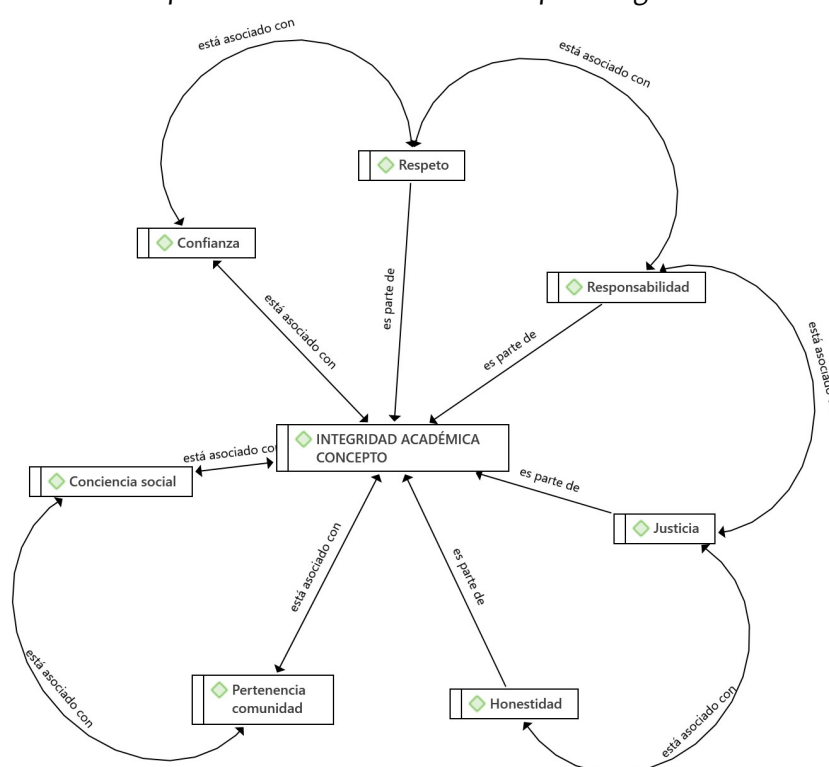 está asociado con
está asociado con
Respeto
Confianza
es parte de
está asociado con
Responsabilidad
es parte de
está asociado
INTEGRIDAD ACADÉMICA
CONCEPTO
está asociado con
Conciencia social
es parte de
Justicia
está asociado con
es parte de
está asociado con
Pertenencia
comunidad
Honestidad
está asociado con